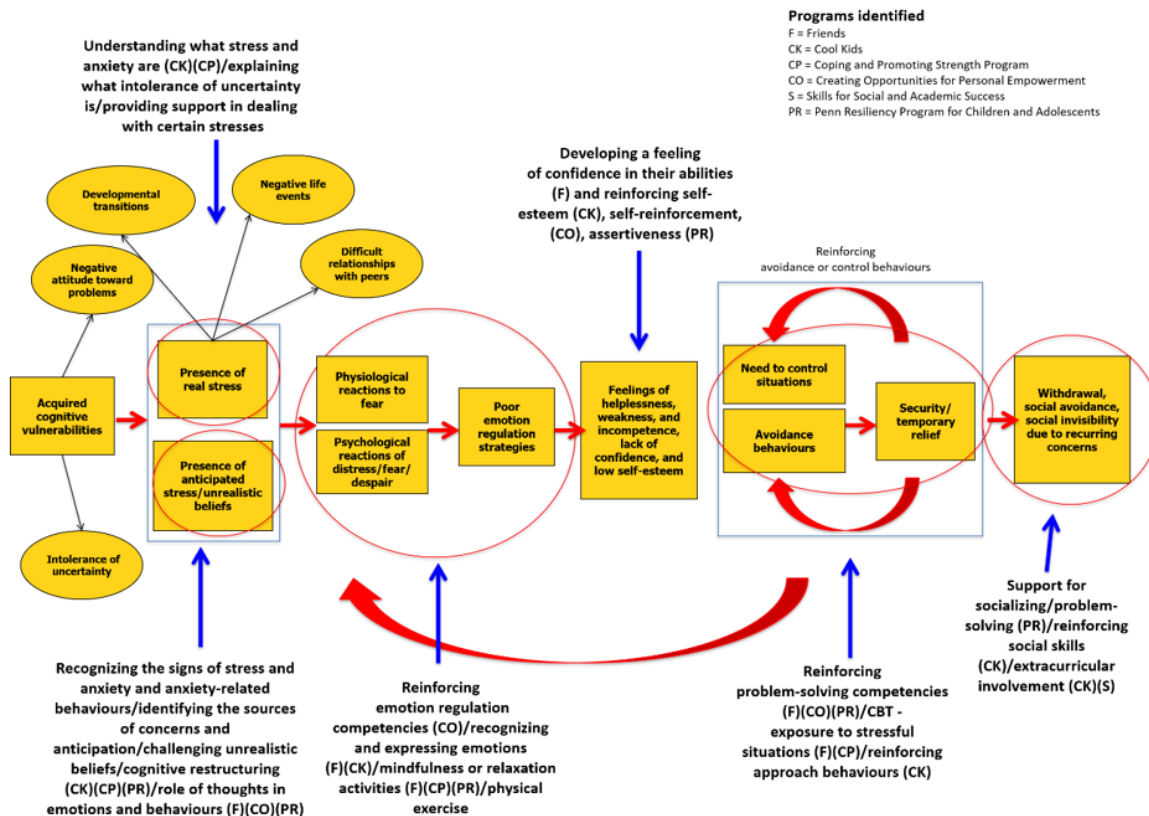 Programs identified
F = Friends
CK = Cool Kids
CP = Coping and Promoting Strength Program
CO = Creating Opportunities for Personal Empowerment
S = Skills for Social and Academic Success
PR = Penn Resiliency Program for Children and Adolescents
Understanding what stress and
anxiety are (CK)(CP)/explaining
what intolerance of uncertainty
is/providing support in dealing
with certain stresses
Developing a feeling
of confidence in their abilities
(F) and reinforcing self-
esteem (CK), self-reinforcement,
(CO), assertiveness (PR)
Developmental
transitions
Negative life
events
Negative
attitude toward
problems
Difficult
relationships
with peers
Reinforcing
avoidance or control behaviours
Acquired
cognitive
vulnerabilities
Presence of
real stress
Presence of
anticipated
stress/unrealistic
beliefs
Intolerance of
uncertainty
Physiological
reactions to
fear
Psychological
reactions of
distress/fear/
despair
Poor
emotion
regulation
strategies
Feelings of
helplessness,
weakness, and
incompetence,
lack of
confidence, and
low self-esteem
Need to control
situations
Avoidance
behaviours
Security/
temporary
relief
Withdrawal,
social avoidance,
social invisibility
due to recurring
concerns
Recognizing the signs of stress and
anxiety and anxiety-related
behaviours/identifying the sources
of concerns and
anticipation/challenging unrealistic
beliefs/cognitive restructuring
(CK)(CP)(PR)/role of thoughts in
emotions and behaviours (F)(CO)(PR)
Reinforcing
emotion regulation
competencies (CO)/recognizing
and expressing emotions
(F)(CK)/mindfulness or relaxation
activities (F)(CP)(PR)/physical
exercise
Reinforcing
problem-solving competencies
(F)(CO)(PR)/CBT -
exposure to stressful
situations (F)(CP)/reinforcing
approach behaviours (CK)
Support for
socializing/problem-
solving (PR)/reinforcing
social skills
(CK)/extracurricular
involvement (CK)(S)